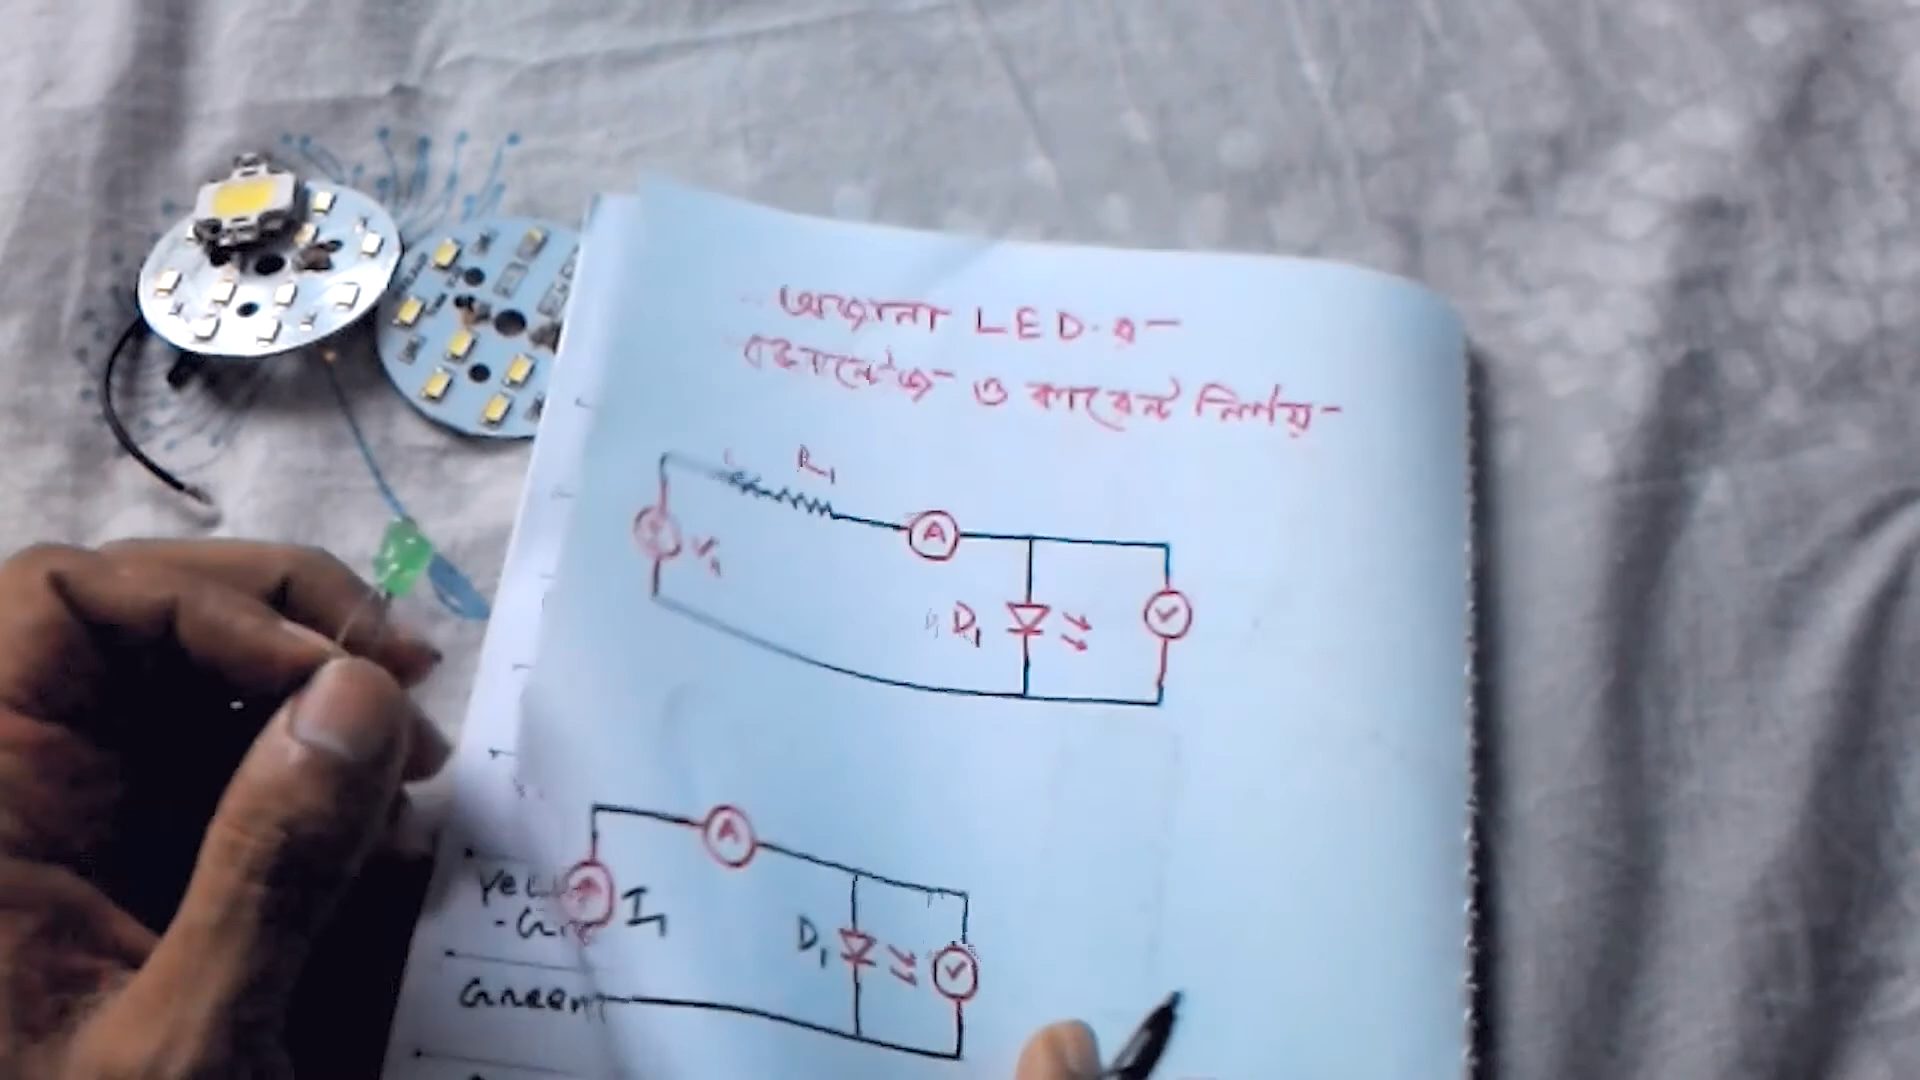 অজানা LED.র
ভোল্টেজ ও কারেন্ট নির্ণয়
R1
A
V1
D1
V
A
I1
D1
V
Green